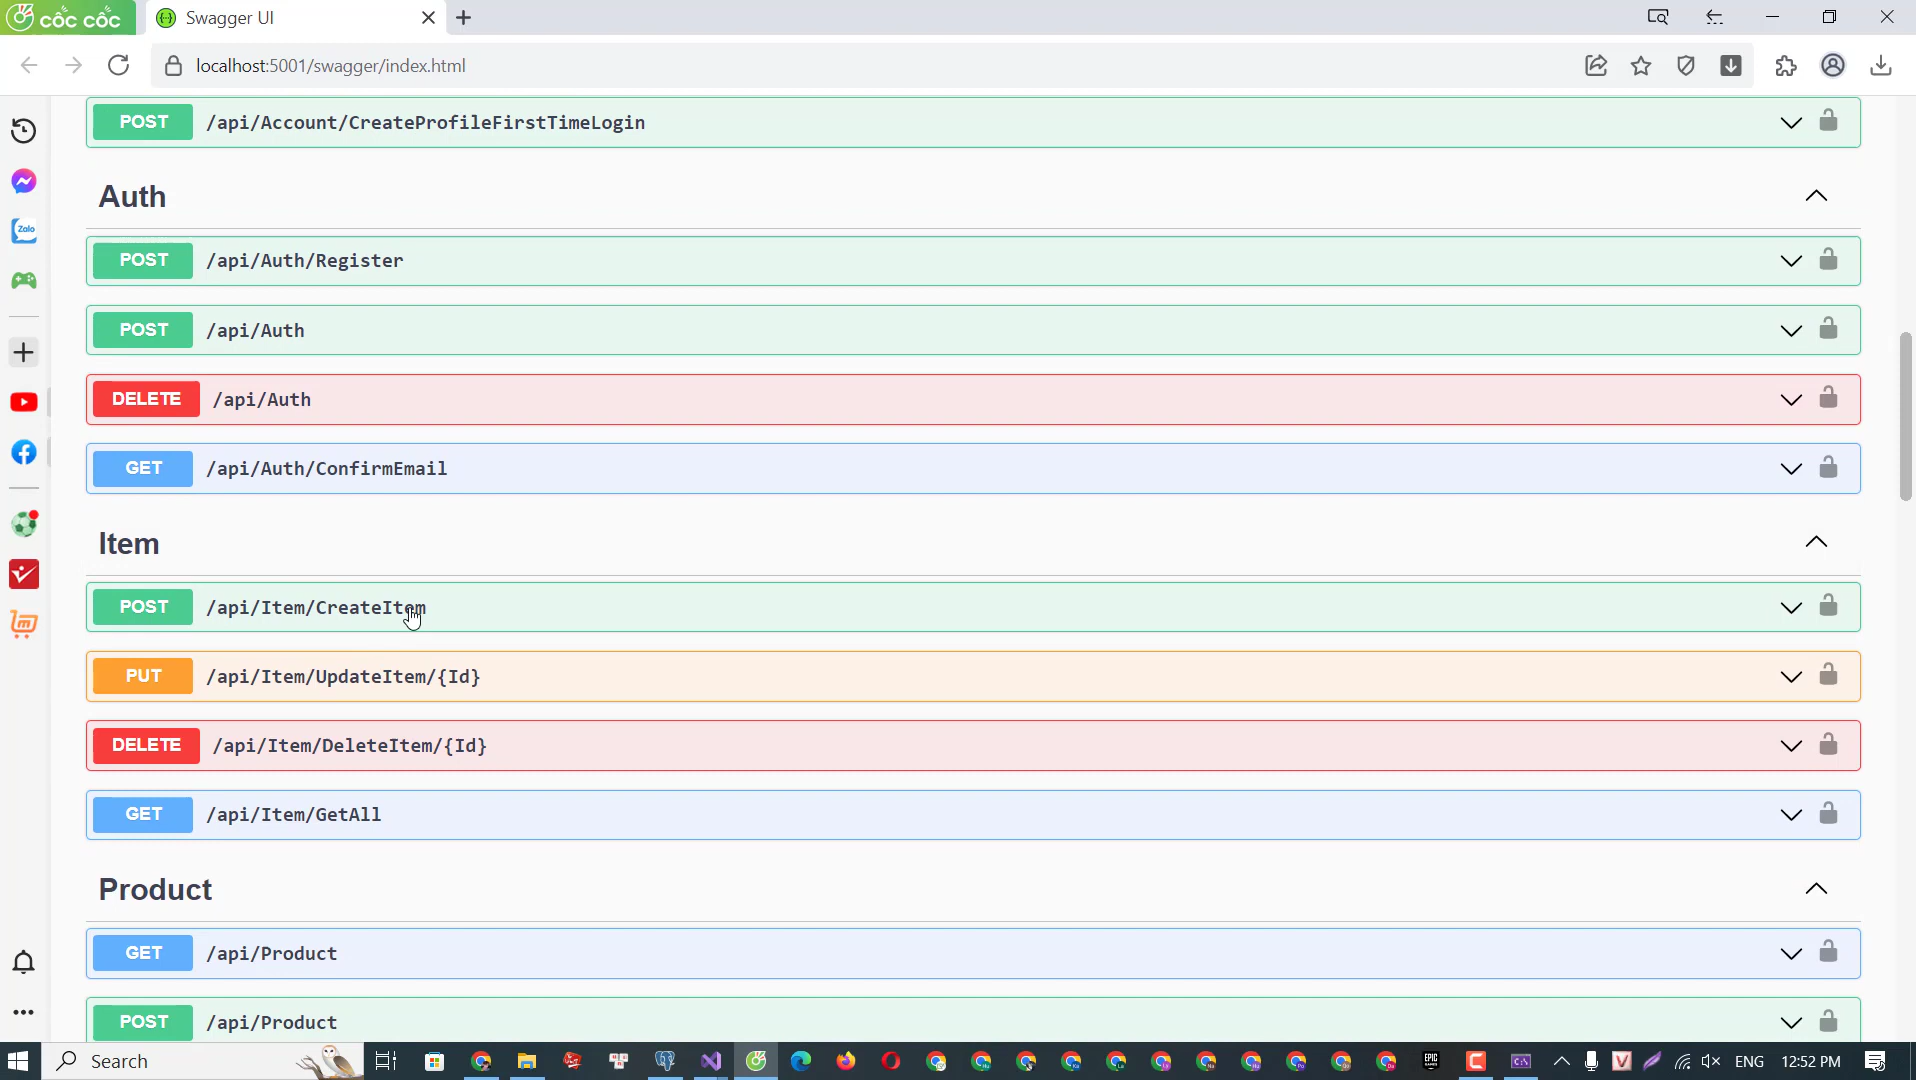 cốc cốc
Swagger UI
localhost:5001/swagger/index.html
POST /api/Account/CreateProfileFirstTimeLogin
Auth
POST /api/Auth/Register
POST /api/Auth
DELETE /api/Auth
GET /api/Auth/ConfirmEmail
Item
POST /api/Item/CreateItem
PUT /api/Item/UpdateItem/{Id}
DELETE /api/Item/DeleteItem/{Id}
GET /api/Item/GetAll
Product
GET /api/Product
POST /api/Product
Zalo
Search
EPIC GAMES
ENG
12:52 PM